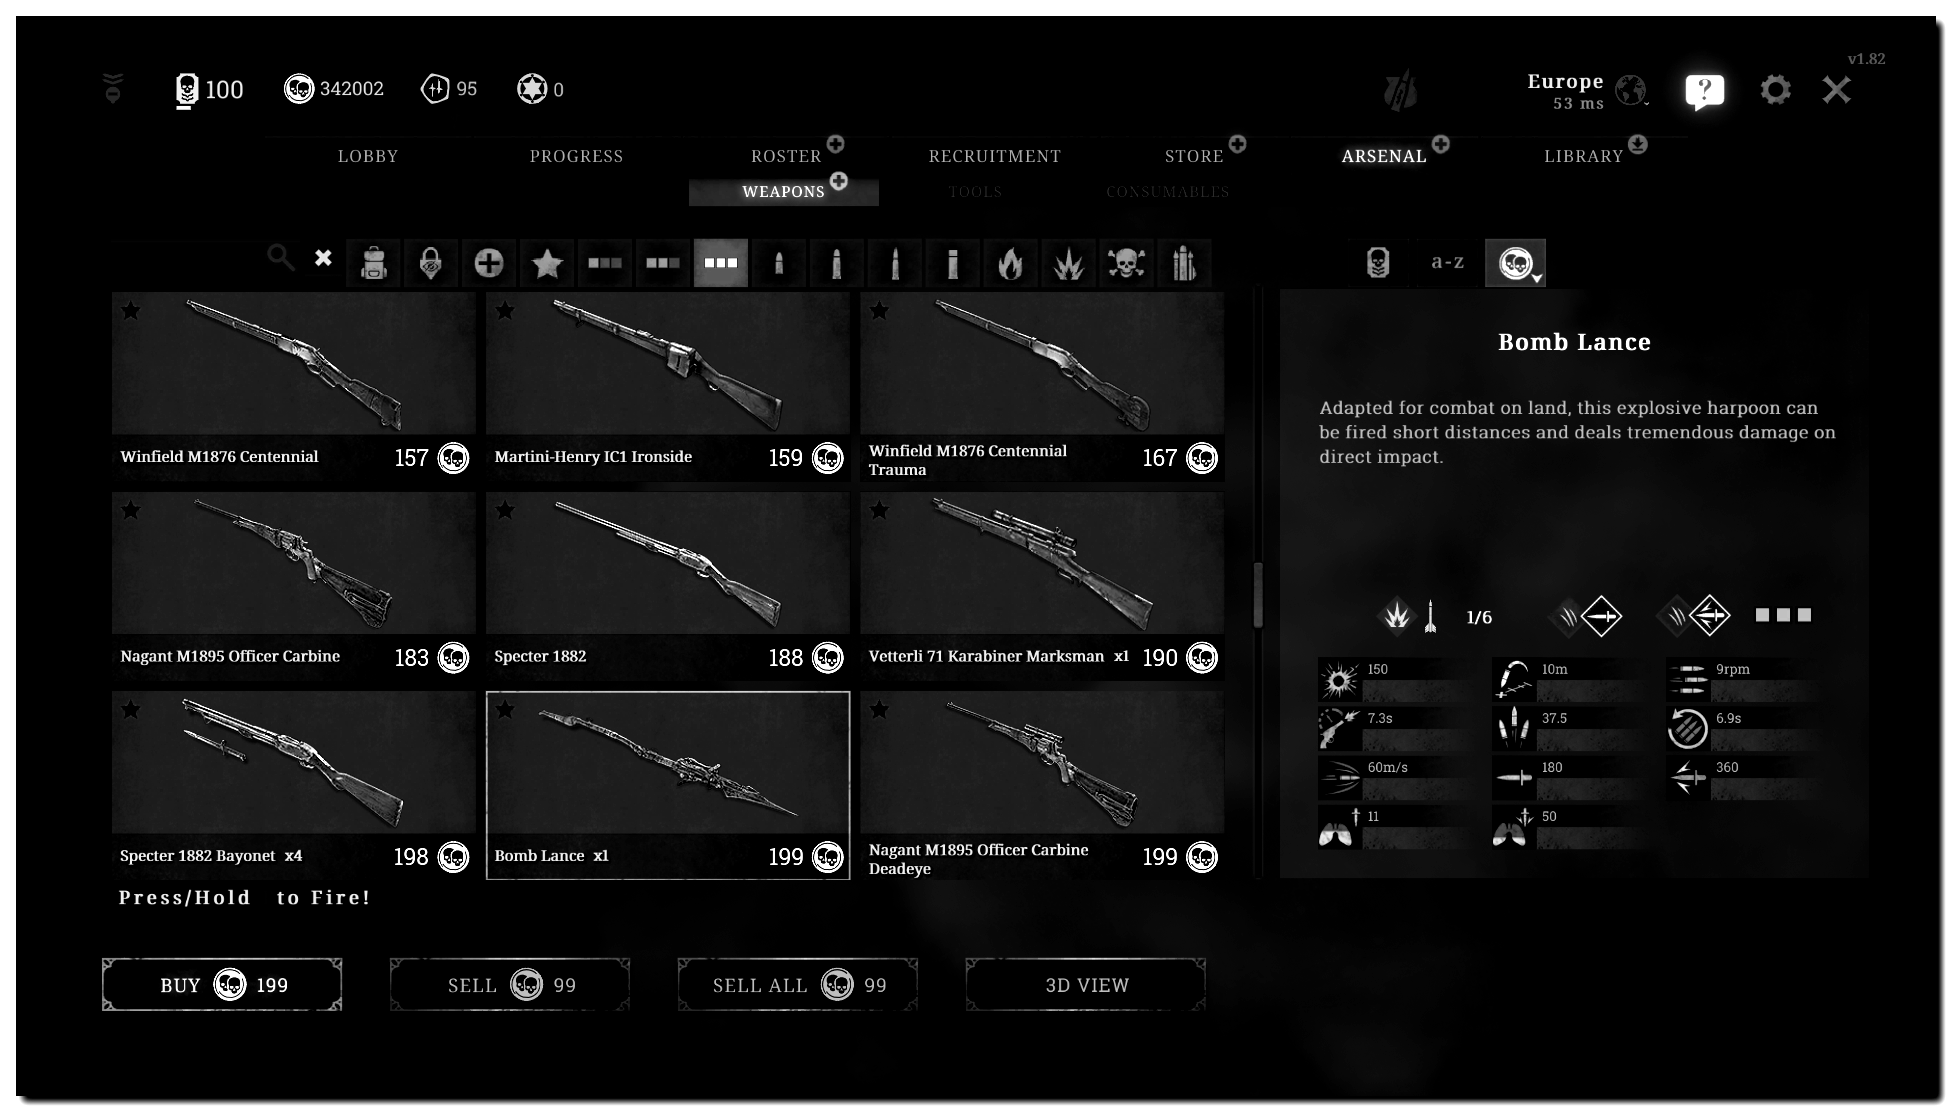 v1.82
100 342002 95 0 Europe ?
53 ms
LOBBY PROGRESS ROSTER RECRUITMENT STORE ARSENAL LIBRARY
WEAPONS TOOLS CONSUMABLES
a-z
Winfield M1876 Centennial 157
Martini-Henry IC1 Ironside 159
Winfield M1876 Centennial
Trauma 167
Nagant M1895 Officer Carbine 183
Specter 1882 188
Vetterli 71 Karabiner Marksman x1 190
Specter 1882 Bayonet x4 198
Bomb Lance x1 199
Nagant M1895 Officer Carbine
Deadeye 199
Press/Hold to Fire!
BUY 199
SELL 99
SELL ALL 99
3D VIEW
Bomb Lance
Adapted for combat on land, this explosive harpoon can
be fired short distances and deals tremendous damage on
direct impact.
1/6
150 10m 9rpm
7.3s 37.5 6.9s
60m/s 180 360
11 50